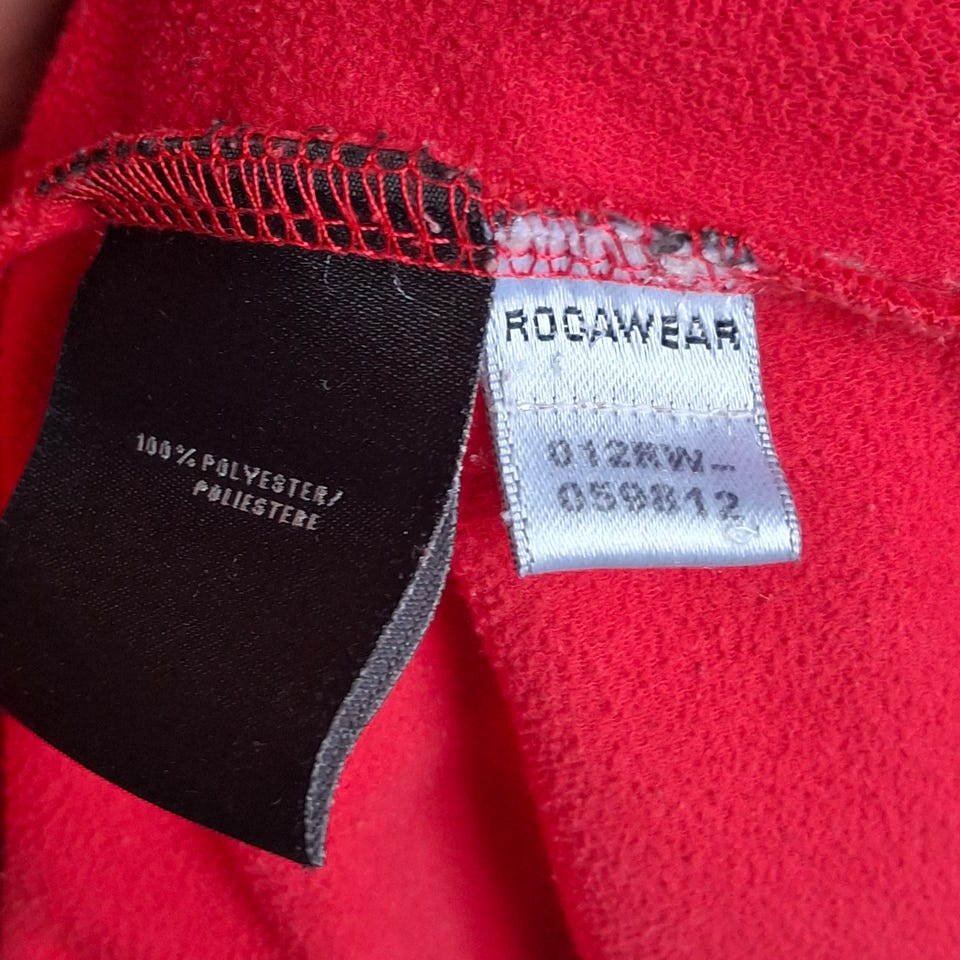 100% POLYESTER/
POLIESTERE
ROCAWEAR
012RW-
059812